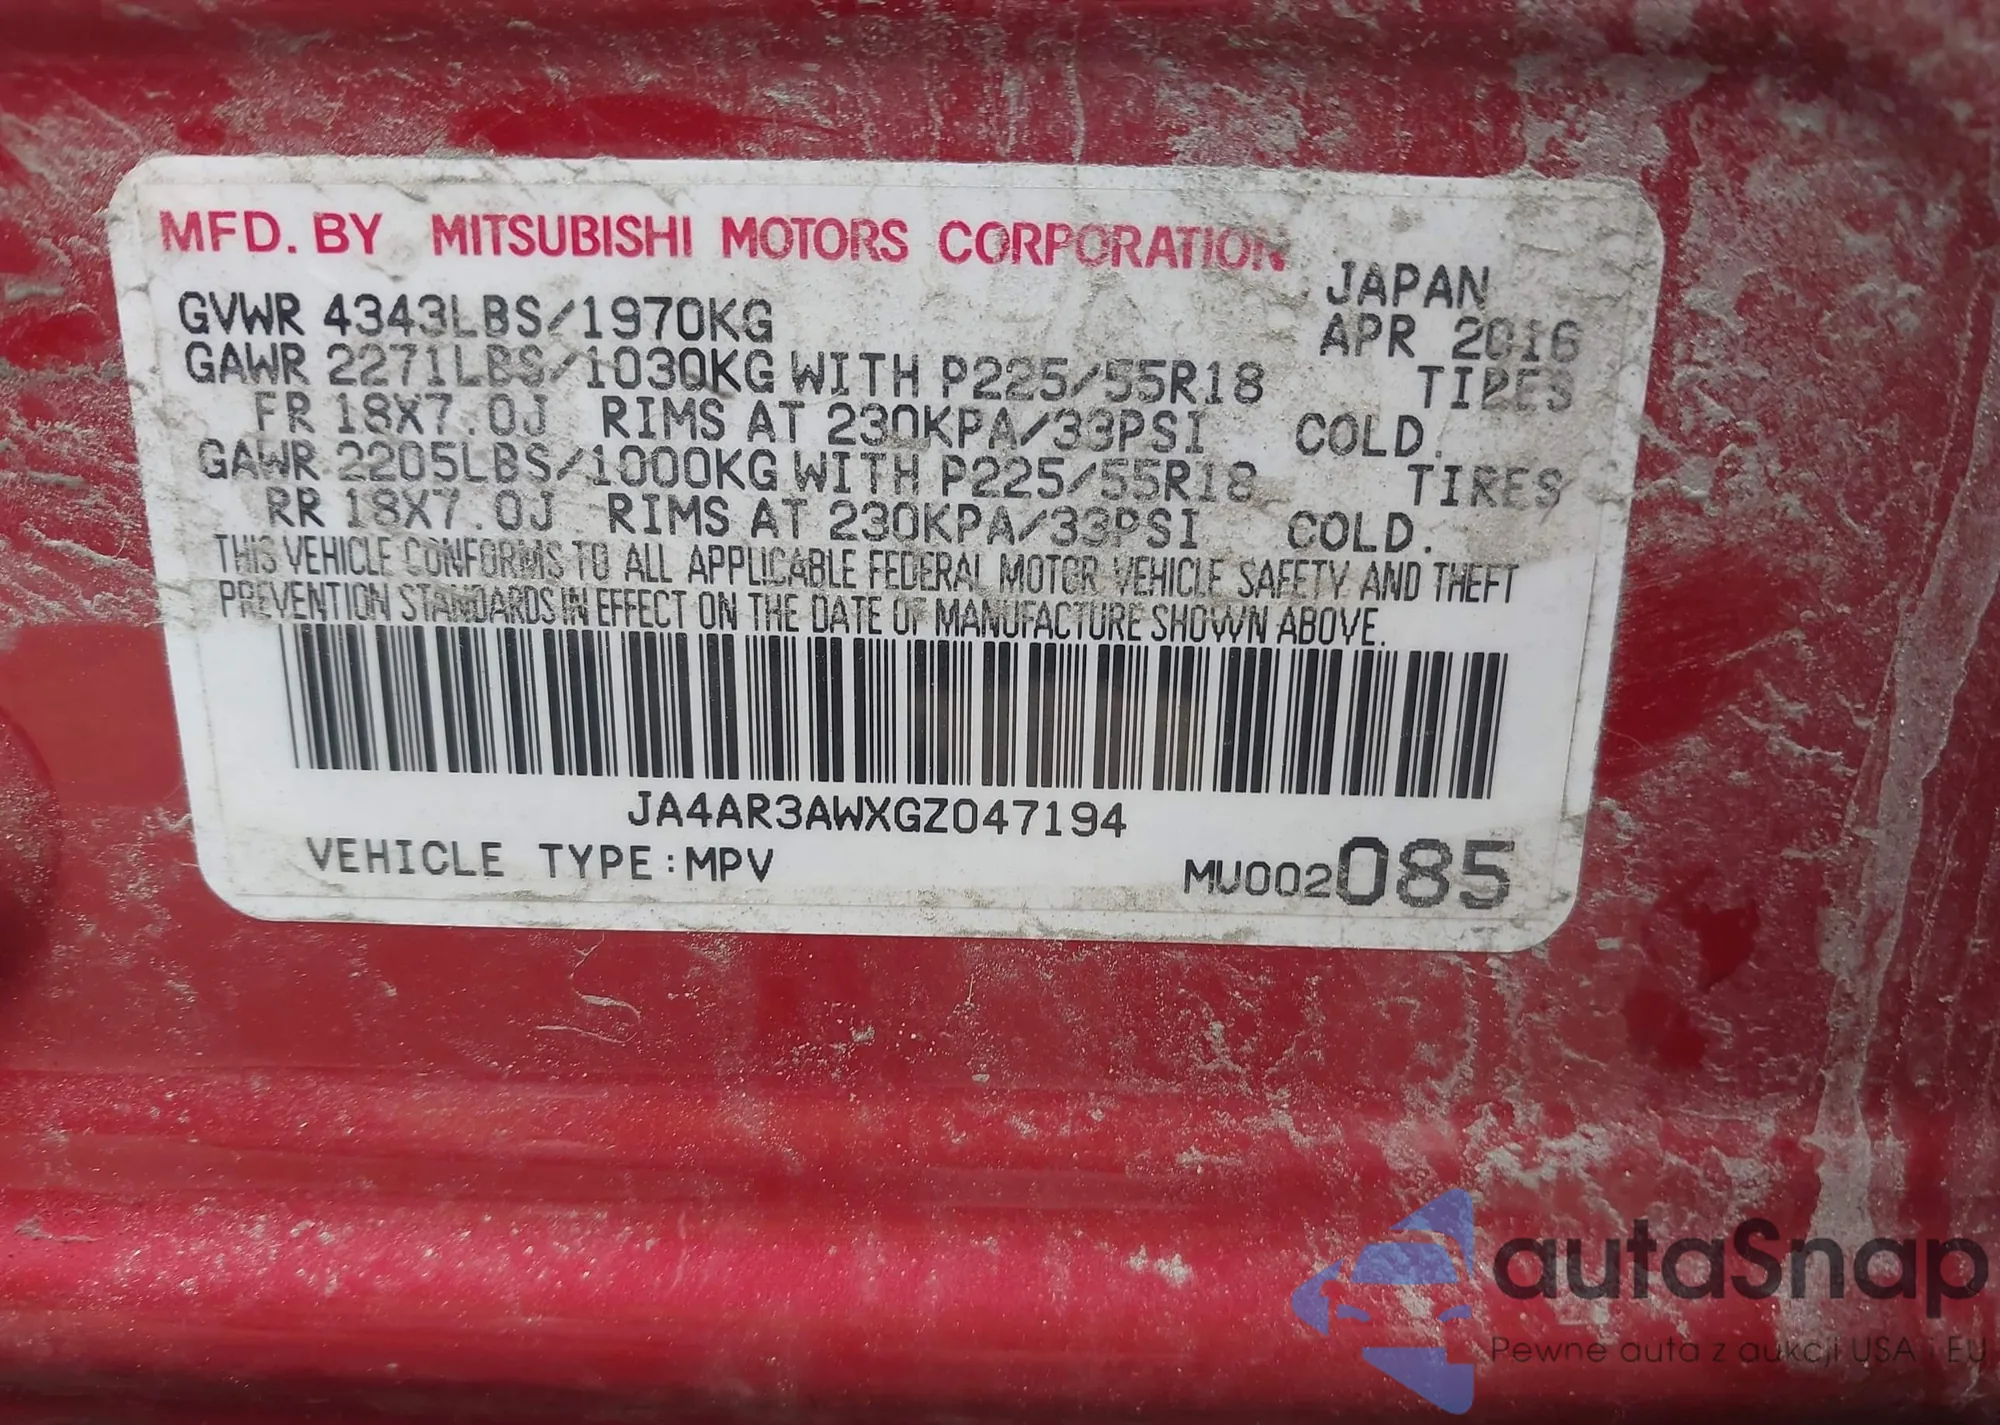 MFD. BY MITSUBISHI MOTORS CORPORATION
JAPAN
GVWR 4343LBS/1970KG APR 2016
GAWR 2271LBS/1030KG WITH P225/55R18 TIRES
FR 18X7.0J RIMS AT 230KPA/33PSI COLD.
GAWR 2205LBS/1000KG WITH P225/55R18 TIRES
RR 18X7.0J RIMS AT 230KPA/33PSI COLD.
THIS VEHICLE CONFORMS TO ALL APPLICABLE FEDERAL MOTOR VEHICLE SAFETY AND THEFT
PREVENTION STANDARDS IN EFFECT ON THE DATE OF MANUFACTURE SHOWN ABOVE.
JA4AR3AWXGZ047194
VEHICLE TYPE:MPV MU002085
autaSnap
Pewne auta z aukcji USA i EU